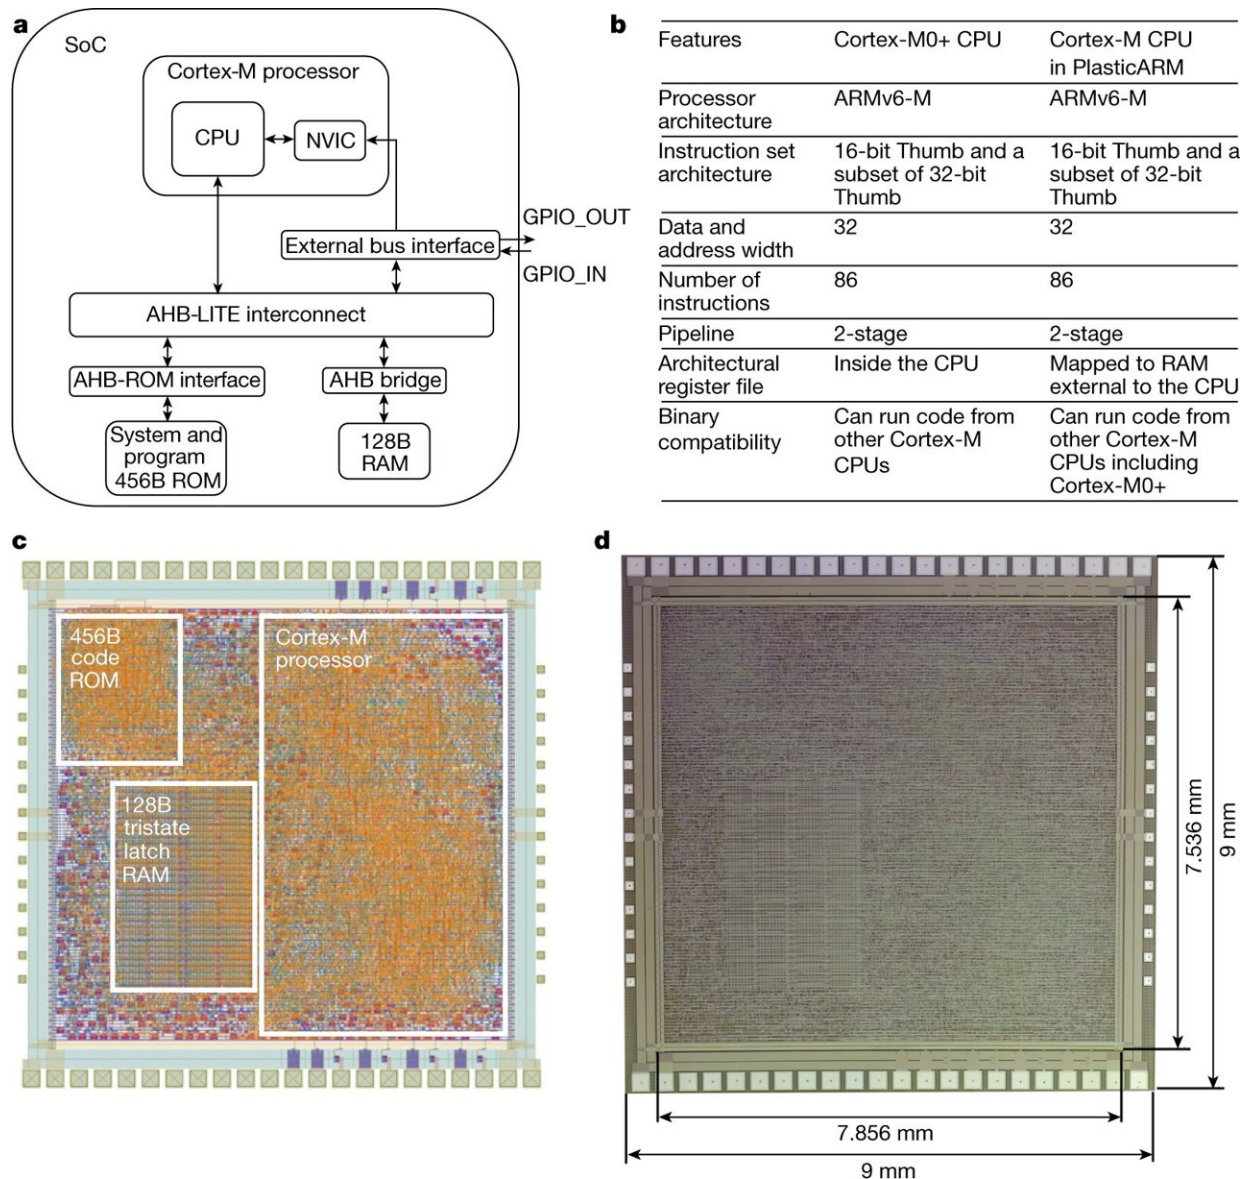 a
SoC
Cortex-M processor
CPU
NVIC
GPIO_OUT
External bus interface
GPIO_IN
AHB-LITE interconnect
AHB-ROM interface
AHB bridge
System and
program
456B ROM
128B
RAM
b
Features
Cortex-M0+ CPU
Cortex-M CPU
in PlasticARM
Processor
architecture
ARMv6-M
ARMv6-M
Instruction set
architecture
16-bit Thumb and a
subset of 32-bit
Thumb
16-bit Thumb and a
subset of 32-bit
Thumb
Data and
address width
32
32
Number of
instructions
86
86
Pipeline
2-stage
2-stage
Architectural
register file
Inside the CPU
Mapped to RAM
external to the CPU
Binary
compatibility
Can run code from
other Cortex-M
CPUs
Can run code from
other Cortex-M
CPUs including
Cortex-M0+
c
456B
code
ROM
Cortex-M
processor
128B
tristate
latch
RAM
d
7.536 mm
9 mm
7.856 mm
9 mm